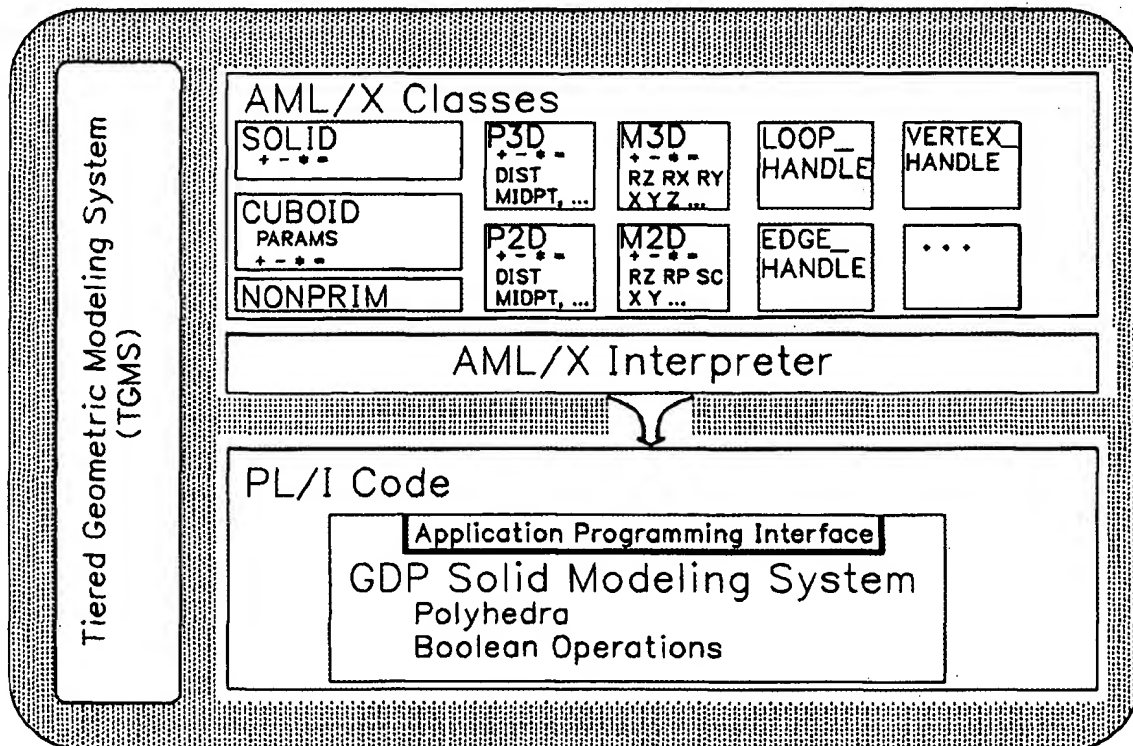 Tiered Geometric Modeling System
(TGMS)
AML/X Classes
SOLID
+ - * =
CUBOID
PARAMS
+ - * =
NONPRIM
P3D
+ - * =
DIST
MIDPT, ...
M3D
+ - * =
RZ RX RY
X Y Z ...
LOOP_
HANDLE
VERTEX_
HANDLE
P2D
+ - * =
DIST
MIDPT, ...
M2D
+ - * =
RZ RP SC
X Y ...
EDGE_
HANDLE
...
AML/X Interpreter
PL/I Code
Application Programming Interface
GDP Solid Modeling System
Polyhedra
Boolean Operations